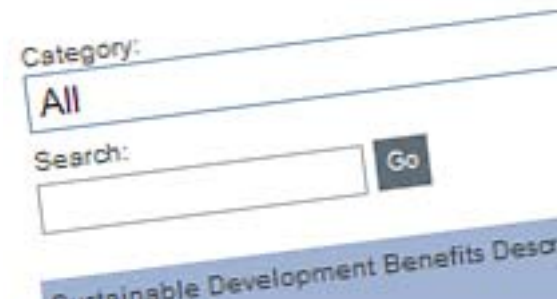 Category:
All
Search:
Go
Sustainable Development Benefits